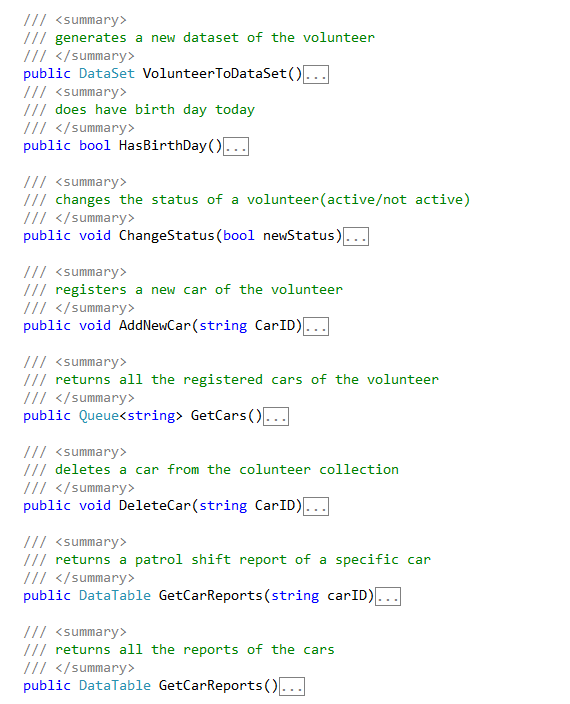 /// <summary>
/// generates a new dataset of the volunteer
/// </summary>
public DataSet VolunteerToDataSet()...
/// <summary>
/// does have birth day today
/// </summary>
public bool HasBirthDay()...
/// <summary>
/// changes the status of a volunteer(active/not active)
/// </summary>
public void ChangeStatus(bool newStatus)...
/// <summary>
/// registers a new car of the volunteer
/// </summary>
public void AddNewCar(string CarID)...
/// <summary>
/// returns all the registered cars of the volunteer
/// </summary>
public Queue<string> GetCars()...
/// <summary>
/// deletes a car from the colunteer collection
/// </summary>
public void DeleteCar(string CarID)...
/// <summary>
/// returns a patrol shift report of a specific car
/// </summary>
public DataTable GetCarReports(string carID)...
/// <summary>
/// returns all the reports of the cars
/// </summary>
public DataTable GetCarReports()...